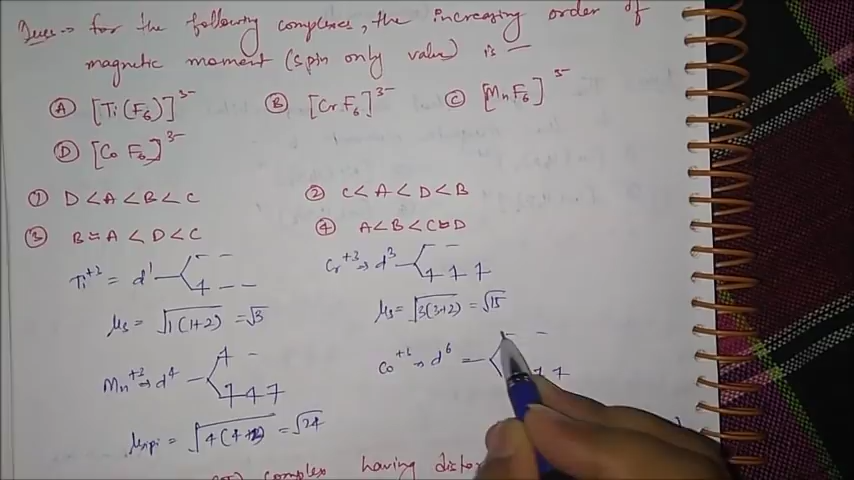 Ques → for the following complexes, the increasing order of
magnetic moment (spin only value) is —
Ⓐ [Ti(F₆)]³⁻ Ⓑ [CrF₆]³⁻ Ⓒ [MnF₆]³⁻
Ⓓ [CoF₆]³⁻
① D < A < B < C ② C < A < D < B
③ B ≈ A < D < C ④ A < B < C ≈ D
Ti⁺³ = d¹ Cr⁺³ → d³
μs = √1(1+2) = √3 μs = √3(3+2) = √15
Mn⁺³ → d⁴ Co⁺³ → d⁶ =
= √4(4+2) = √24
complex having